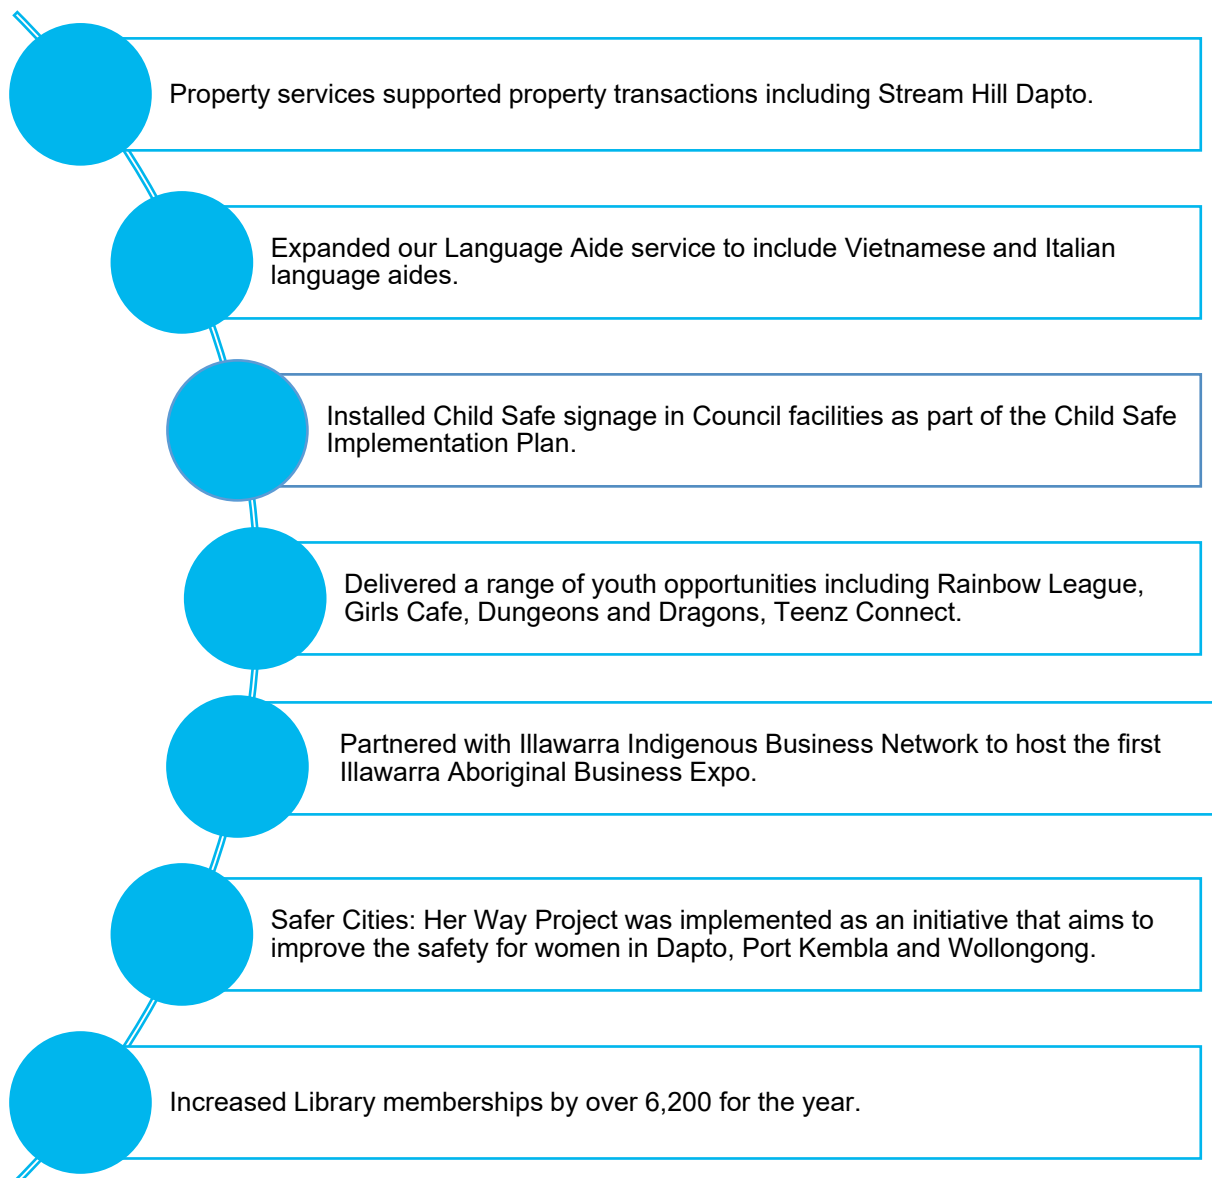 Property services supported property transactions including Stream Hill Dapto.
Expanded our Language Aide service to include Vietnamese and Italian
language aides.
Installed Child Safe signage in Council facilities as part of the Child Safe
Implementation Plan.
Delivered a range of youth opportunities including Rainbow League,
Girls Cafe, Dungeons and Dragons, Teenz Connect.
Partnered with Illawarra Indigenous Business Network to host the first
Illawarra Aboriginal Business Expo.
Safer Cities: Her Way Project was implemented as an initiative that aims to
improve the safety for women in Dapto, Port Kembla and Wollongong.
Increased Library memberships by over 6,200 for the year.